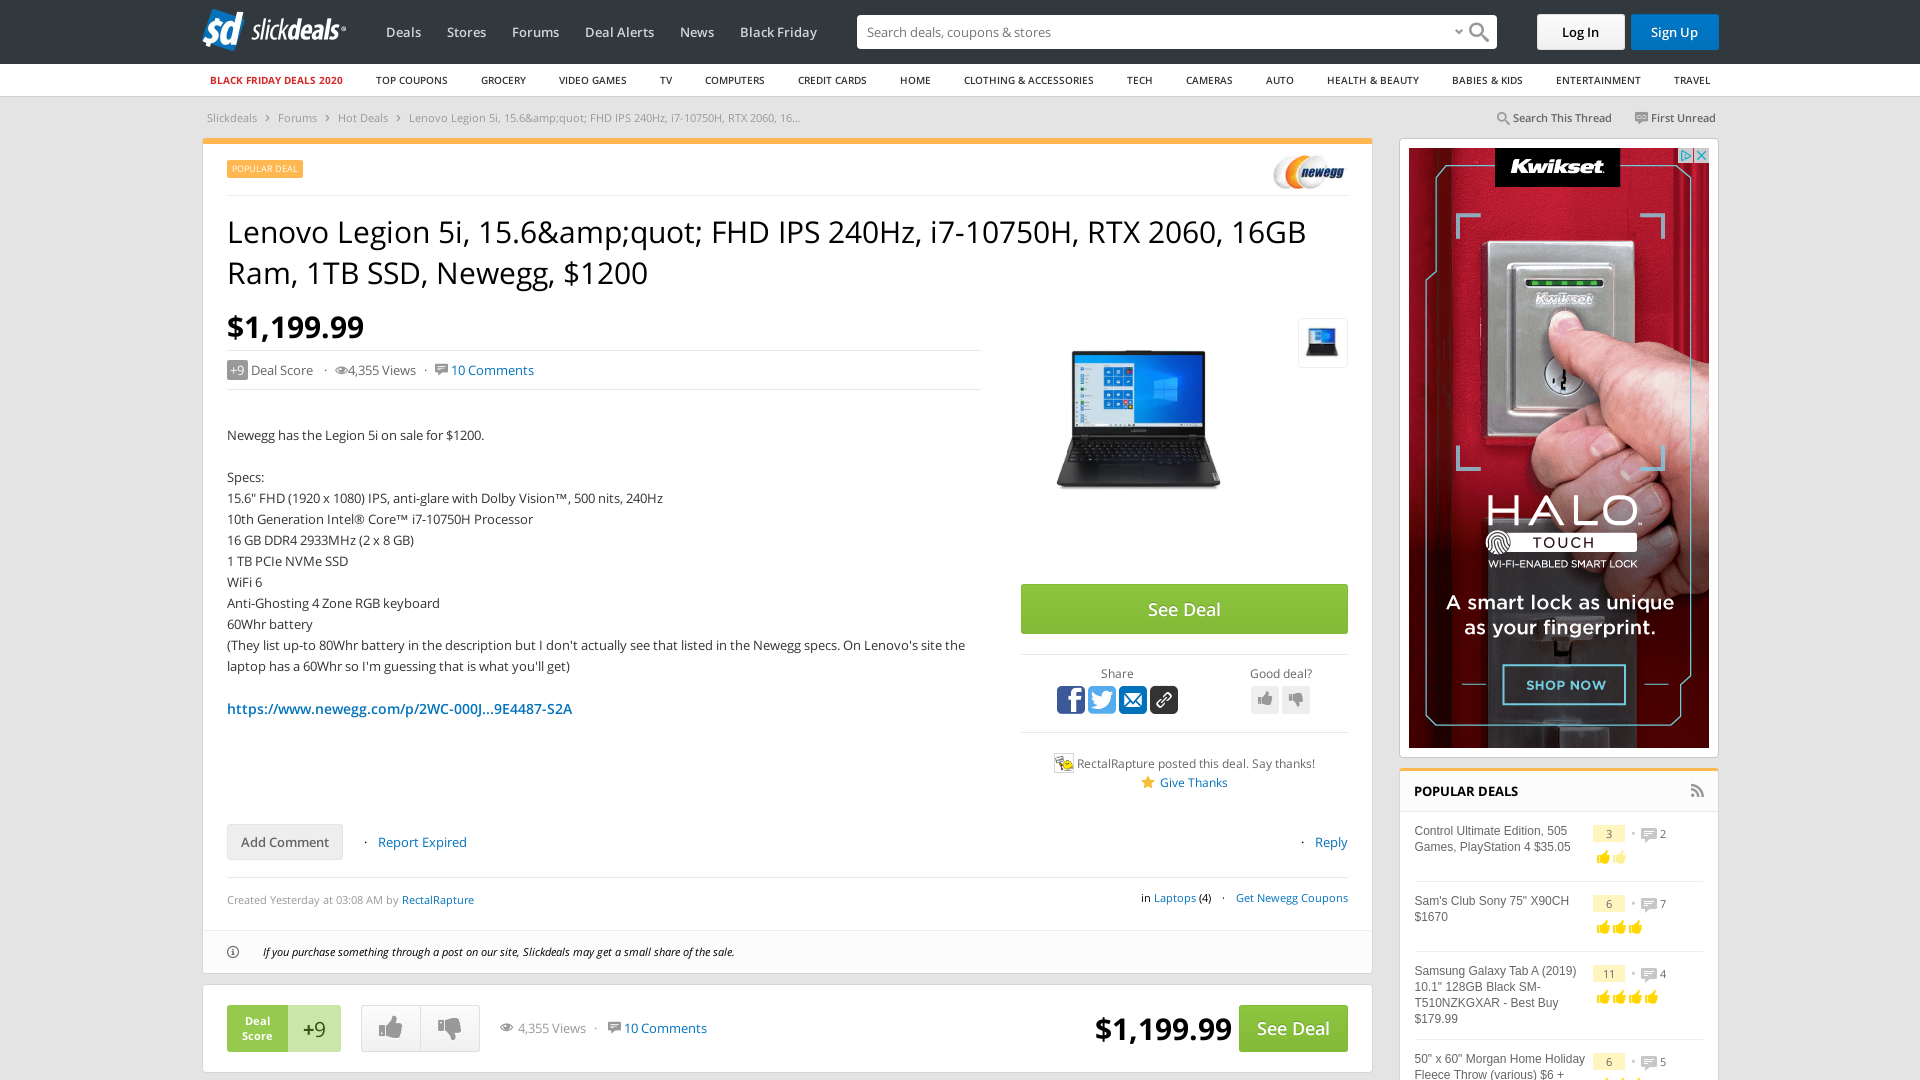 slickdeals
Deals
Stores
Forums
Deal Alerts
News
Black Friday
Search deals, coupons & stores
Log In
Sign Up
BLACK FRIDAY DEALS 2020
TOP COUPONS
GROCERY
VIDEO GAMES
TV
COMPUTERS
CREDIT CARDS
HOME
CLOTHING & ACCESSORIES
TECH
CAMERAS
AUTO
HEALTH & BEAUTY
BABIES & KIDS
ENTERTAINMENT
TRAVEL
Slickdeals › Forums › Hot Deals › Lenovo Legion 5i, 15.6&amp;quot; FHD IPS 240Hz, i7-10750H, RTX 2060, 16...
Search This Thread
First Unread
POPULAR DEAL
newegg
Lenovo Legion 5i, 15.6&amp;quot; FHD IPS 240Hz, i7-10750H, RTX 2060, 16GB
Ram, 1TB SSD, Newegg, $1200
$1,199.99
+9 Deal Score · 4,355 Views · 10 Comments
Newegg has the Legion 5i on sale for $1200.
Specs:
15.6" FHD (1920 x 1080) IPS, anti-glare with Dolby Vision™, 500 nits, 240Hz
10th Generation Intel® Core™ i7-10750H Processor
16 GB DDR4 2933MHz (2 x 8 GB)
1 TB PCIe NVMe SSD
WiFi 6
Anti-Ghosting 4 Zone RGB keyboard
60Whr battery
(They list up-to 80Whr battery in the description but I don't actually see that listed in the Newegg specs. On Lenovo's site the
laptop has a 60Whr so I'm guessing that is what you'll get)
https://www.newegg.com/p/2WC-000J...9E4487-S2A
See Deal
Share
Good deal?
RectalRapture posted this deal. Say thanks!
Give Thanks
Add Comment
· Report Expired
· Reply
Created Yesterday at 03:08 AM by RectalRapture
in Laptops (4) · Get Newegg Coupons
If you purchase something through a post on our site, Slickdeals may get a small share of the sale.
Deal
Score
+9
4,355 Views · 10 Comments
$1,199.99
See Deal
Kwikset
Kwikset
HALO
TOUCH
WI-FI-ENABLED SMART LOCK
A smart lock as unique
as your fingerprint.
SHOP NOW
POPULAR DEALS
Control Ultimate Edition, 505
Games, PlayStation 4 $35.05
3 • 2
Sam's Club Sony 75" X90CH
$1670
6 • 7
Samsung Galaxy Tab A (2019)
10.1" 128GB Black SM-
T510NZKGXAR - Best Buy
$179.99
11 • 4
50" x 60" Morgan Home Holiday
Fleece Throw (various) $6 +
6 • 5